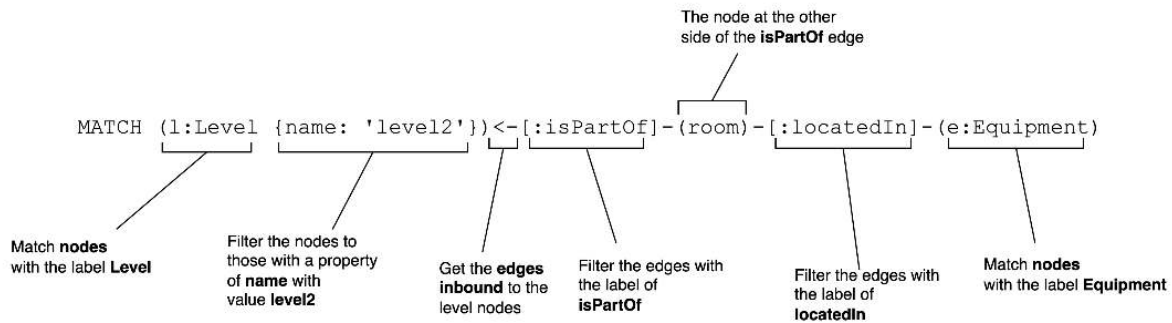 The node at the other
side of the isPartOf edge
MATCH (l:Level {name: 'level2'})<-[:isPartOf]-(room)-[:locatedIn]-(e:Equipment)
Match nodes
with the label Level
Filter the nodes to
those with a property
of name with
value level2
Get the edges
inbound to the
level nodes
Filter the edges with
the label of
isPartOf
Filter the edges with
the label of
locatedIn
Match nodes
with the label Equipment